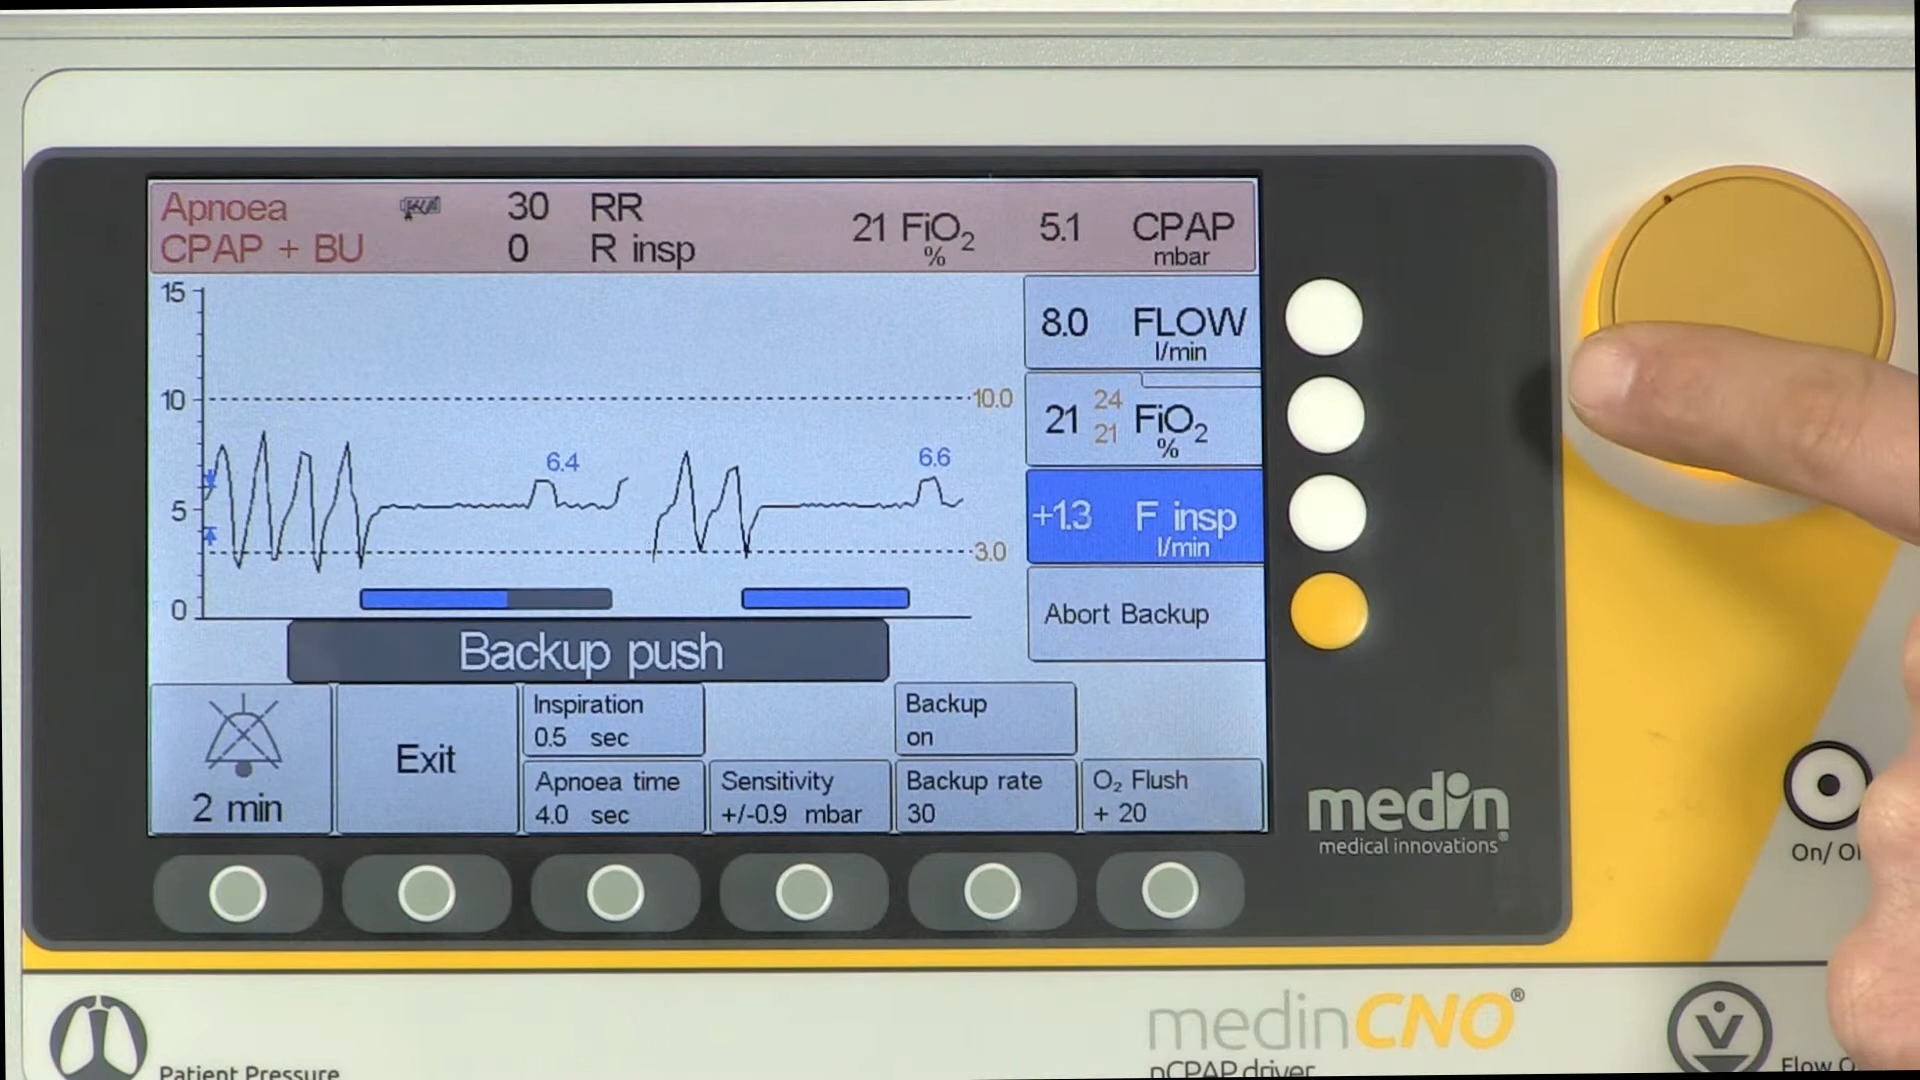 Apnoea 30 RR
CPAP + BU 0 R insp
21 FiO₂ %
5.1 CPAP mbar
15
8.0 FLOW
l/min
10
10.0
21 24 21 FiO₂
%
6.4
6.6
5
+1.3 F insp
l/min
3.0
0
Abort Backup
Backup push
Inspiration
0.5 sec
Backup
on
Exit
2 min
Apnoea time
4.0 sec
Sensitivity
+/-0.9 mbar
Backup rate
30
O₂ Flush
+ 20
medin®
medical innovations
On/
medinCNO®
nCPAP driver
Patient Pressure
Flow